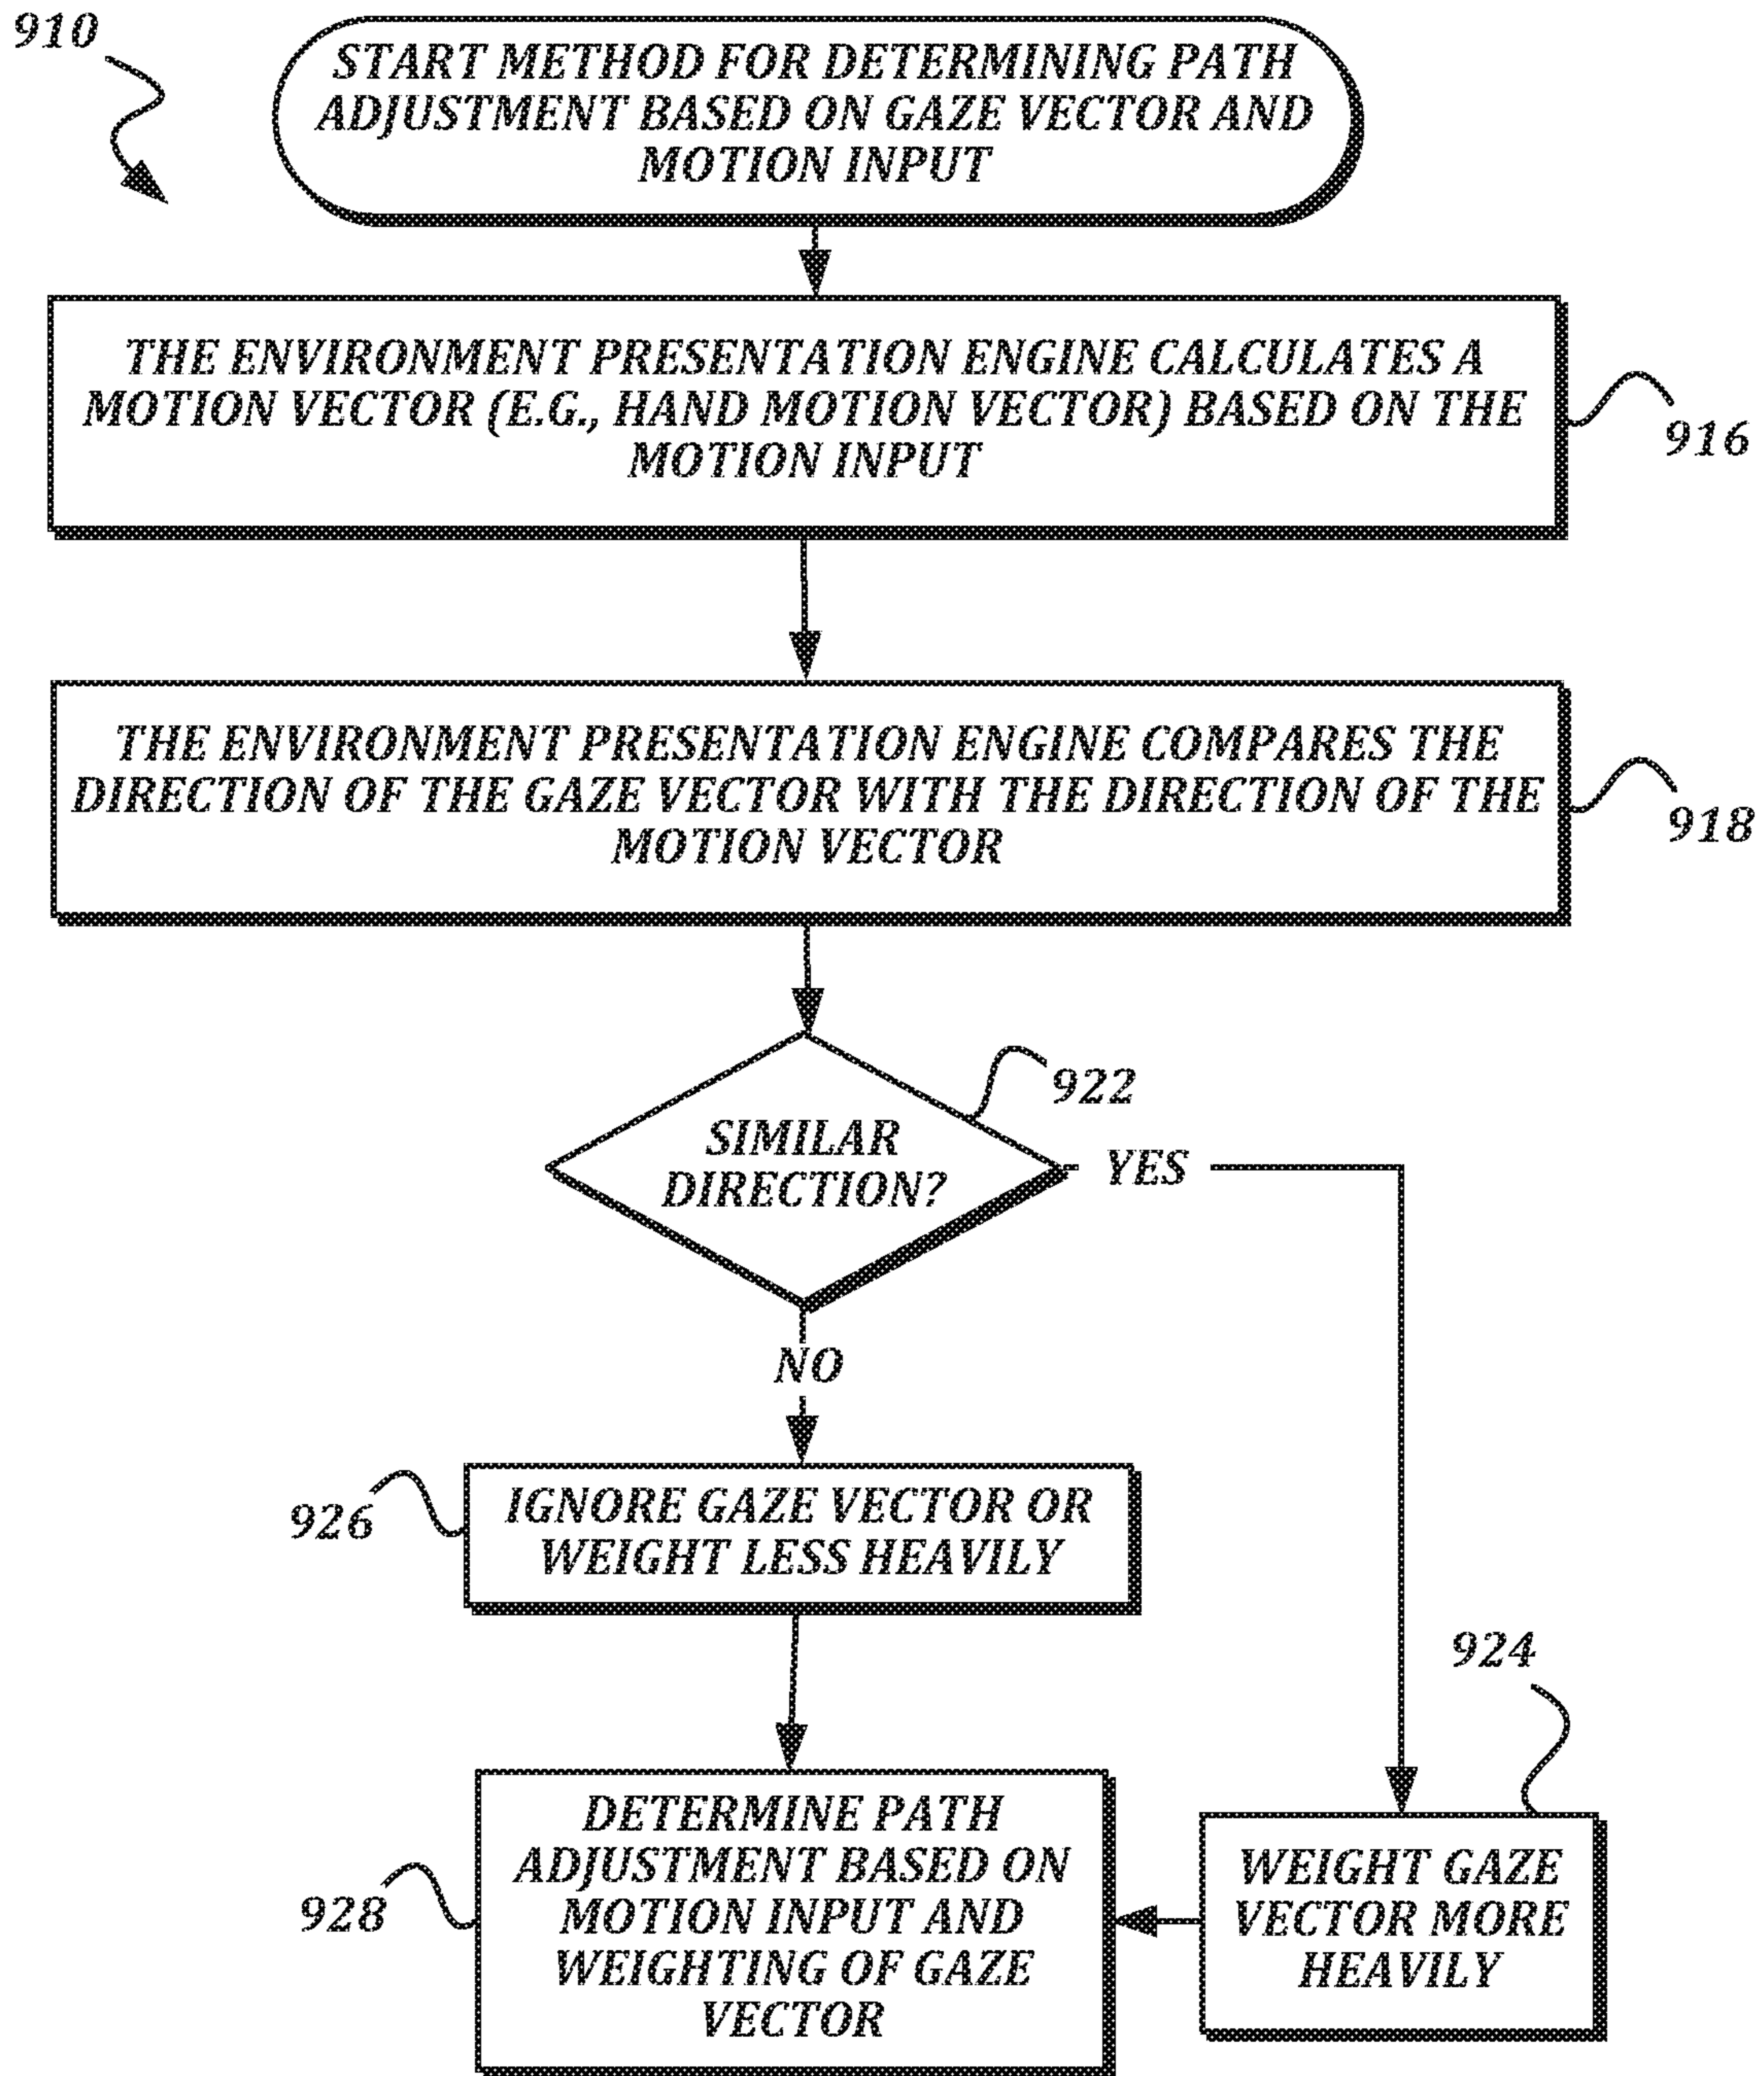 910
START METHOD FOR DETERMINING PATH
ADJUSTMENT BASED ON GAZE VECTOR AND
MOTION INPUT
THE ENVIRONMENT PRESENTATION ENGINE CALCULATES A
MOTION VECTOR (E.G., HAND MOTION VECTOR) BASED ON THE
MOTION INPUT
916
THE ENVIRONMENT PRESENTATION ENGINE COMPARES THE
DIRECTION OF THE GAZE VECTOR WITH THE DIRECTION OF THE
MOTION VECTOR
918
922
SIMILAR
DIRECTION?
YES
NO
926
IGNORE GAZE VECTOR OR
WEIGHT LESS HEAVILY
924
WEIGHT GAZE
VECTOR MORE
HEAVILY
928
DETERMINE PATH
ADJUSTMENT BASED ON
MOTION INPUT AND
WEIGHTING OF GAZE
VECTOR